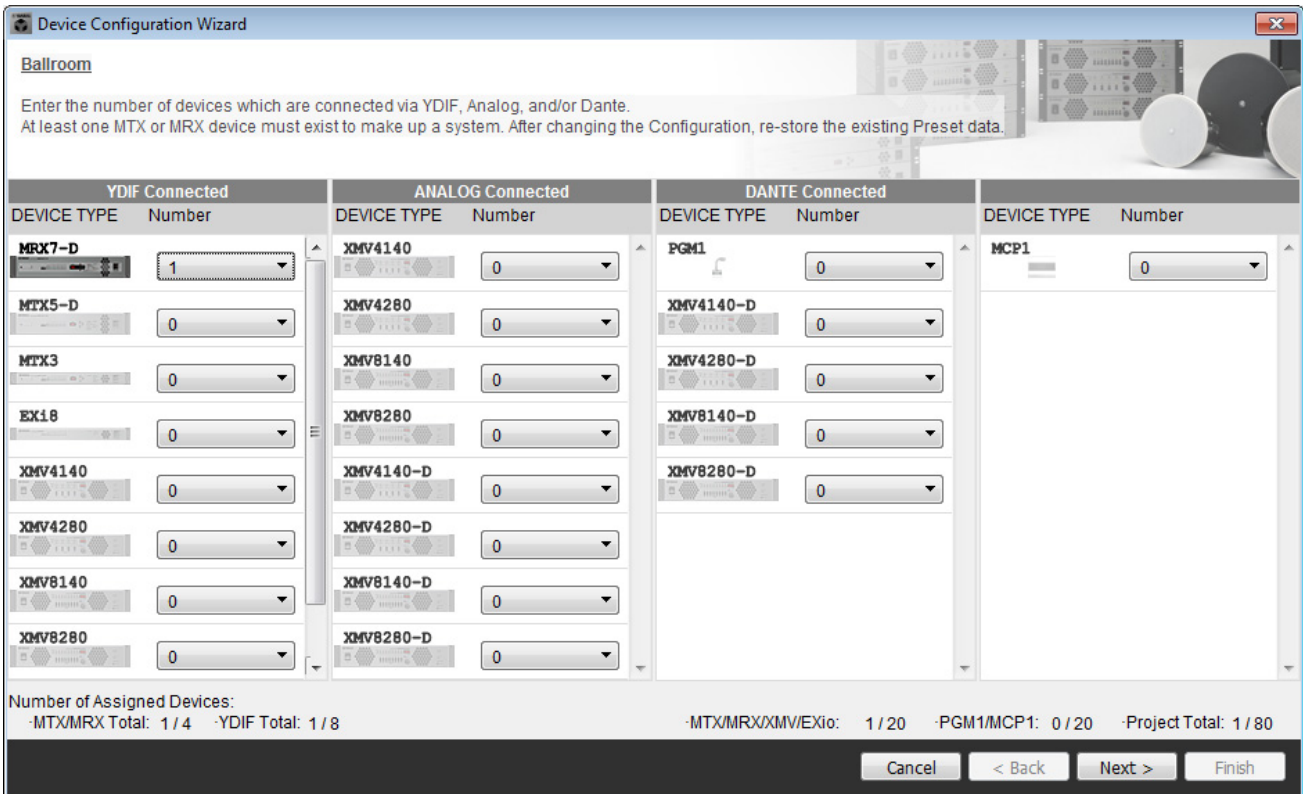 Device Configuration Wizard
Ballroom
Enter the number of devices which are connected via YDIF, Analog, and/or Dante.
At least one MTX or MRX device must exist to make up a system. After changing the Configuration, re-store the existing Preset data.
YDIF Connected
DEVICE TYPE Number
MRX7-D 1
MTX5-D 0
MTX3 0
EXi8 0
XMV4140 0
XMV4280 0
XMV8140 0
XMV8280 0
ANALOG Connected
DEVICE TYPE Number
XMV4140 0
XMV4280 0
XMV8140 0
XMV8280 0
XMV4140-D 0
XMV4280-D 0
XMV8140-D 0
XMV8280-D 0
DANTE Connected
DEVICE TYPE Number
PGM1 0
XMV4140-D 0
XMV4280-D 0
XMV8140-D 0
XMV8280-D 0
DEVICE TYPE Number
MCP1 0
Number of Assigned Devices:
·MTX/MRX Total: 1 / 4 ·YDIF Total: 1 / 8 ·MTX/MRX/XMV/EXio: 1 / 20 ·PGM1/MCP1: 0 / 20 ·Project Total: 1 / 80
Cancel < Back Next > Finish